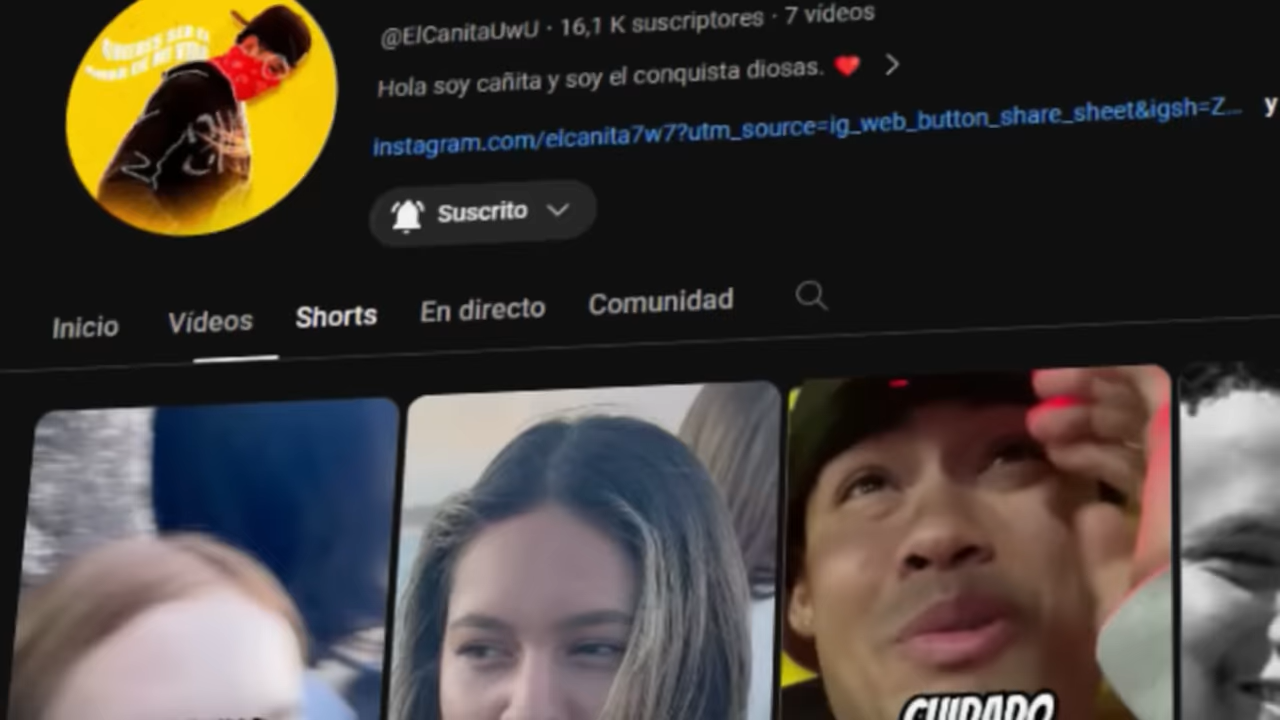 @ElCanitaUwU · 16,1 K suscriptores · 7 vídeos
Hola soy cañita y soy el conquista diosas. ❤️ >
instagram.com/elcanita7w7?utm_source=ig_web_button_share_sheet&igsh=Z... y
Suscrito
Inicio Vídeos Shorts En directo Comunidad
CUIDADO